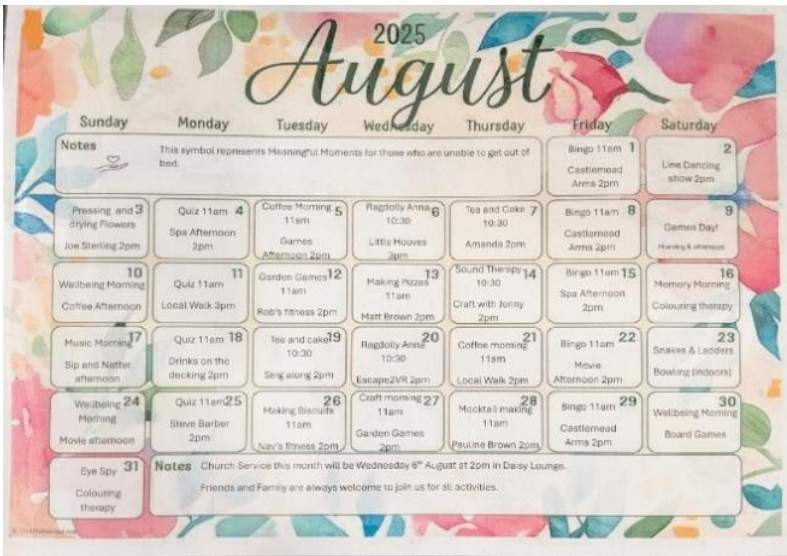 2025
August
Sunday Monday Tuesday Wednesday Thursday Friday Saturday
Notes
This symbol represents Meaningful Moments for those who are unable to get out of
bed.
Bingo 11am 1
Castlemead
Arms 2pm
2
Line Dancing
show 2pm
Pressing and 3
drying Flowers
Joe Sterling 2pm
Quiz 11am 4
Spa Afternoon
2pm
Coffee Morning 5
11am
Games
Afternoon 2pm
Ragdolly Anna 6
10:30
Little Hooves
3pm
Tea and Cake 7
10:30
Amanda 2pm
Bingo 11am 8
Castlemead
Arms 2pm
9
Games Day!
Morning & afternoon
10
Wellbeing Morning
Coffee Afternoon
11
Quiz 11am
Local Walk 3pm
Garden Games 12
11am
Rob's fitness 2pm
13
Making Pizzas
11am
Matt Brown 2pm
Sound Therapy 14
10:30
Craft with Jenny
2pm
Bingo 11am 15
Spa Afternoon
2pm
16
Memory Morning
Colouring therapy
Music Morning 17
Sip and Natter
afternoon
Quiz 11am 18
Drinks on the
decking 2pm
Tea and cake 19
10:30
Sing along 2pm
20
Ragdolly Anna
10:30
Escape2VR 2pm
21
Coffee morning
11am
Local Walk 2pm
22
Bingo 11am
Movie
Afternoon 2pm
23
Snakes & Ladders
Bowling (indoors)
Wellbeing 24
Morning
Movie afternoon
Quiz 11am 25
Steve Barber
2pm
26
Making Biscuits
11am
Nav's fitness 2pm
Craft morning 27
11am
Garden Games
2pm
28
Mocktail making
11am
Pauline Brown 2pm
Bingo 11am 29
Castlemead
Arms 2pm
30
Wellbeing Morning
Board Games
Eye Spy 31
Colouring
therapy
Notes Church Service this month will be Wednesday 6th August at 2pm in Daisy Lounge.
Friends and Family are always welcome to join us for all activities.